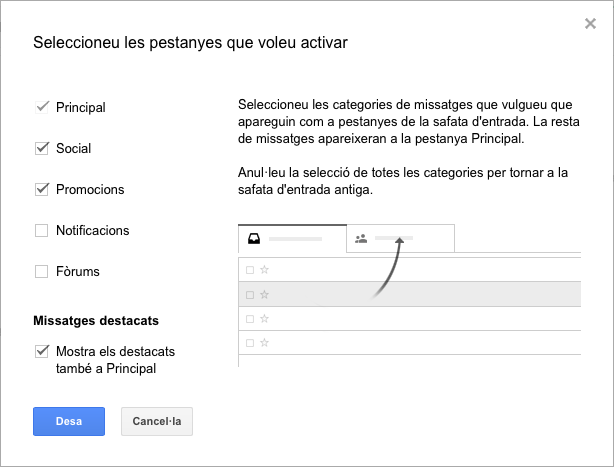 Seleccioneu les pestanyes que voleu activar
Principal
Social
Promocions
Notificacions
Fòrums
Missatges destacats
Mostra els destacats
també a Principal
Seleccioneu les categories de missatges que vulgueu que
apareguin com a pestanyes de la safata d'entrada. La resta
de missatges apareixeran a la pestanya Principal.
Anul·leu la selecció de totes les categories per tornar a la
safata d'entrada antiga.
Desa
Cancel·la